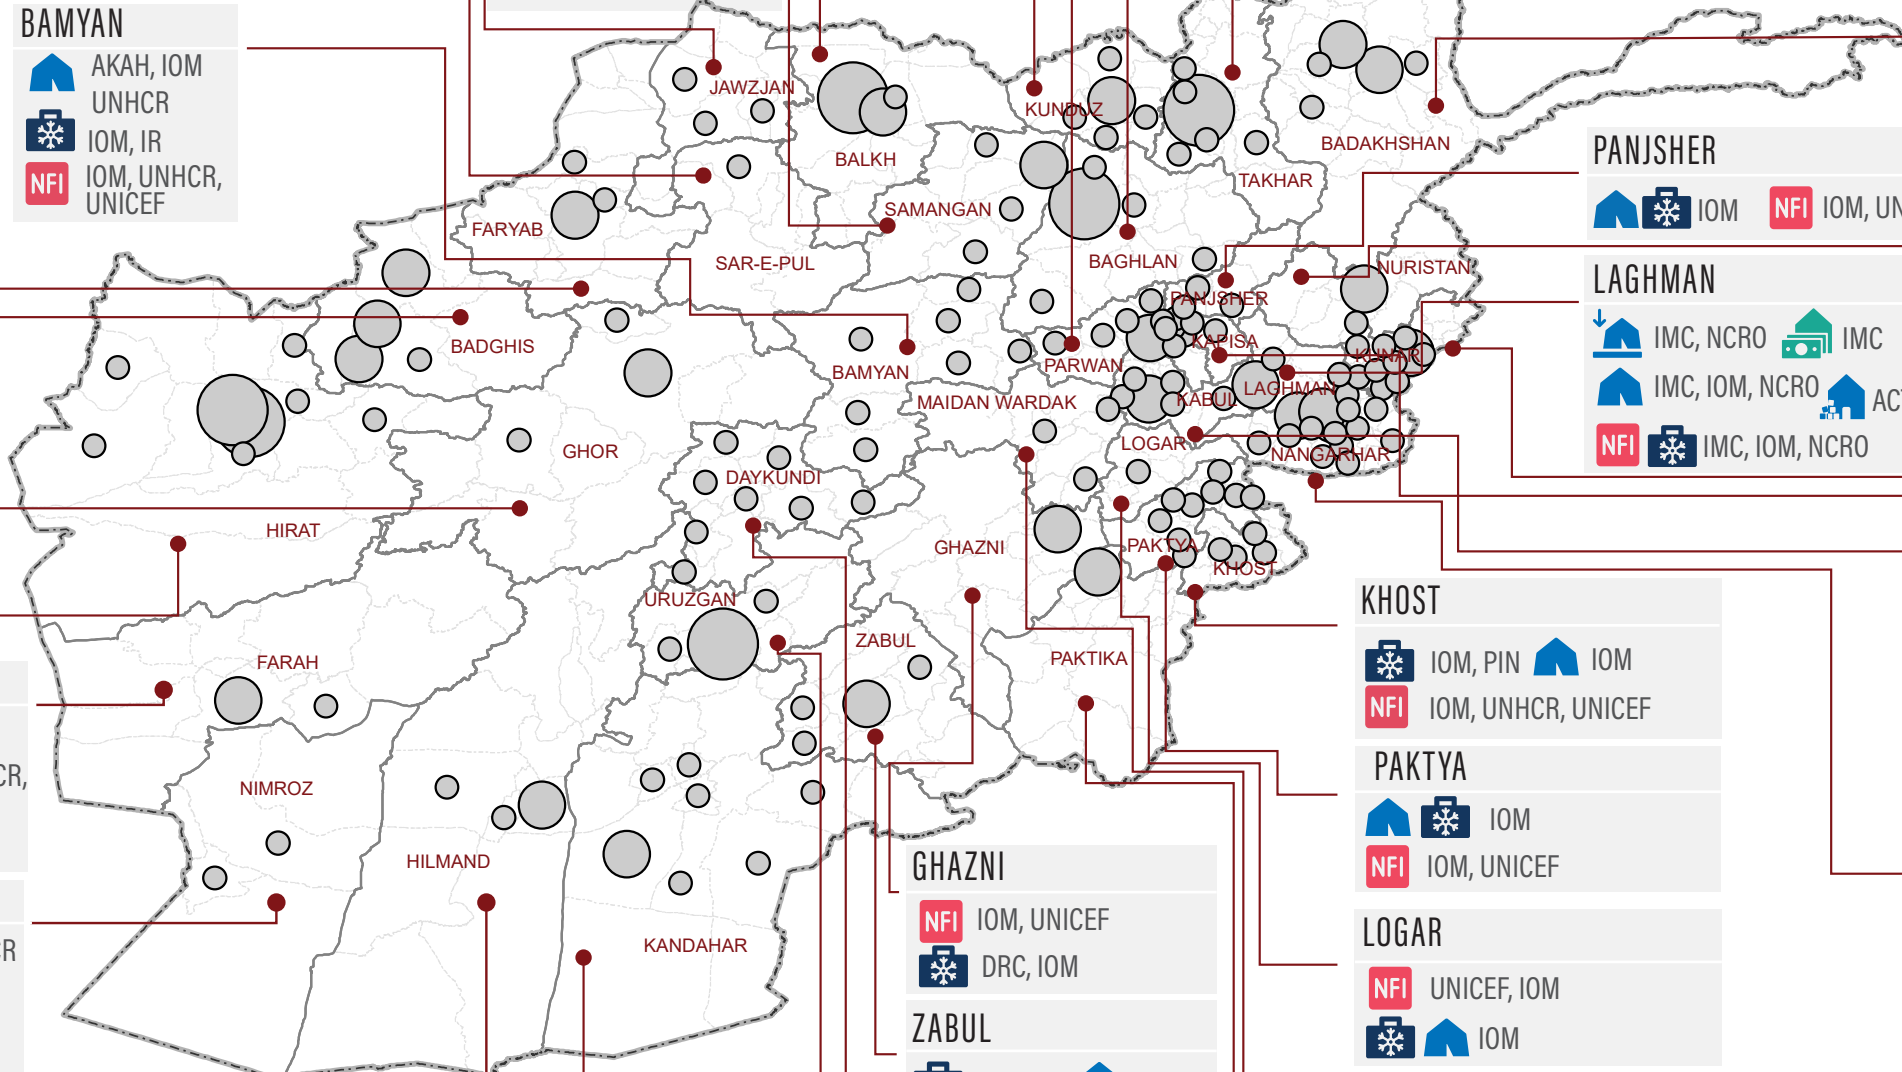 BAMYAN
AKAH, IOM
UNHCR
IOM, IR
NFI
IOM, UNHCR,
UNICEF
JAWZJAN
BALKH
KUNDUZ
BADAKHSHAN
TAKHAR
SAMANGAN
FARYAB
SAR-E-PUL
BAGHLAN
NURISTAN
PANJSHER
KAPISA
KUNAR
BADGHIS
BAMYAN
PARWAN
LAGHMAN
KABUL
MAIDAN WARDAK
LOGAR
NANGARHAR
GHOR
DAYKUNDI
HIRAT
GHAZNI
PAKTYA
KHOST
URUZGAN
ZABUL
PAKTIKA
FARAH
NIMROZ
HILMAND
KANDAHAR
PANJSHER
IOM
NFI
IOM, UN
LAGHMAN
IMC, NCRO
IMC
IMC, IOM, NCRO
AC
NFI
IMC, IOM, NCRO
KHOST
IOM, PIN
IOM
NFI
IOM, UNHCR, UNICEF
PAKTYA
IOM
NFI
IOM, UNICEF
LOGAR
NFI
UNICEF, IOM
IOM
GHAZNI
NFI
IOM, UNICEF
DRC, IOM
ZABUL
CR,
R